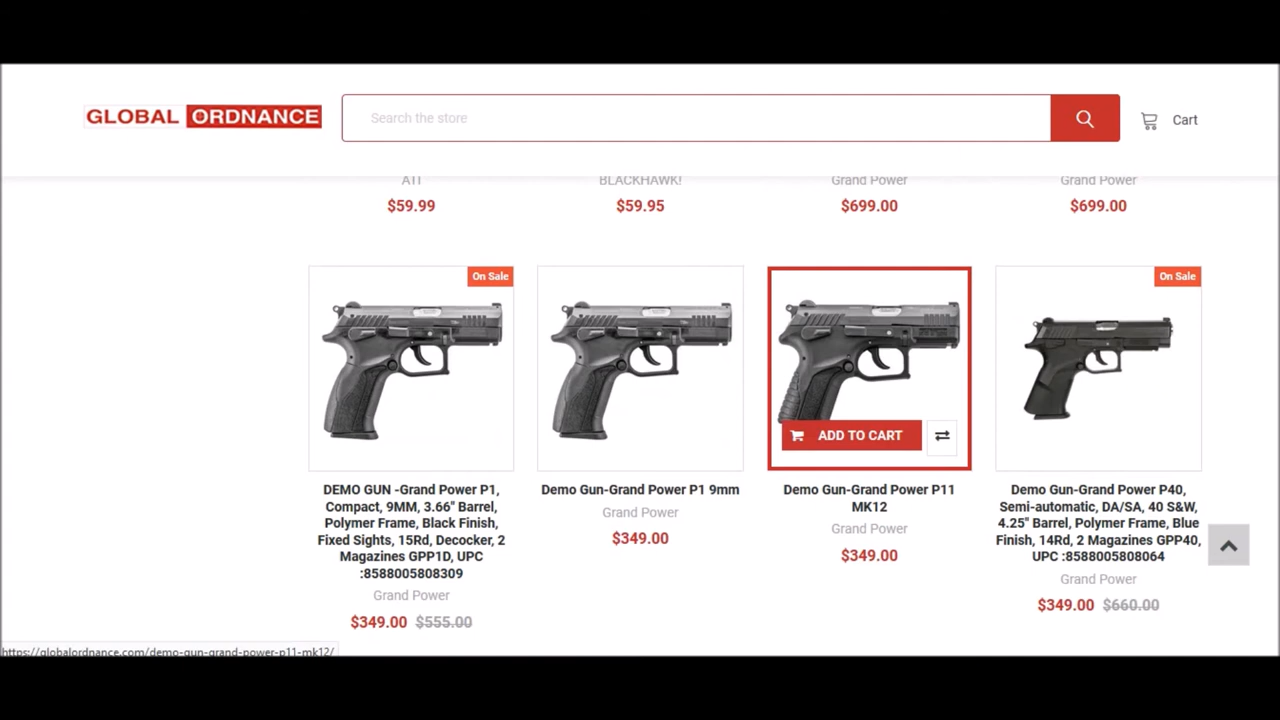 GLOBAL ORDNANCE
Search the store
Cart
ATI
BLACKHAWK!
Grand Power
Grand Power
$59.99
$59.95
$699.00
$699.00
On Sale
On Sale
ADD TO CART
DEMO GUN -Grand Power P1,
Compact, 9MM, 3.66" Barrel,
Polymer Frame, Black Finish,
Fixed Sights, 15Rd, Decocker, 2
Magazines GPP1D, UPC
:8588005808309
Grand Power
$349.00 $555.00
Demo Gun-Grand Power P1 9mm
Grand Power
$349.00
Demo Gun-Grand Power P11
MK12
Grand Power
$349.00
Demo Gun-Grand Power P40,
Semi-automatic, DA/SA, 40 S&W,
4.25" Barrel, Polymer Frame, Blue
Finish, 14Rd, 2 Magazines GPP40,
UPC :8588005808064
Grand Power
$349.00 $660.00
https://globalordnance.com/demo-gun-grand-power-p11-mk12/